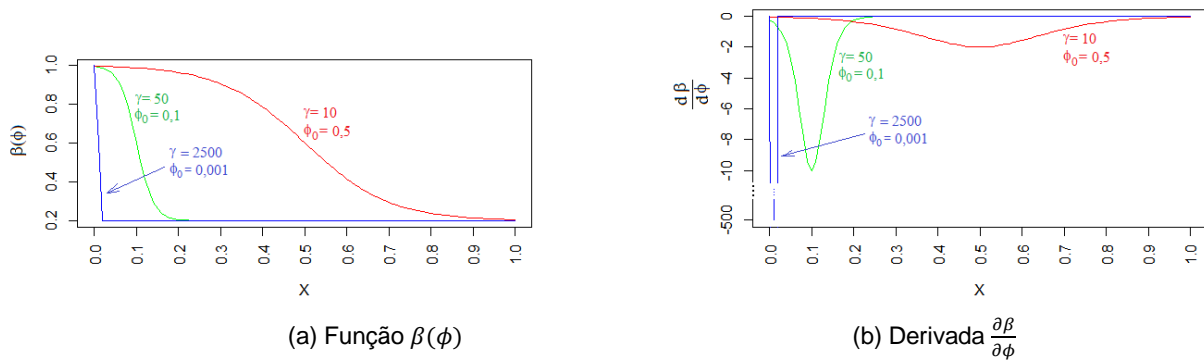 β(ϕ)
1.0
0.8
0.6
0.4
0.2
γ= 50
ϕ0 = 0,1
γ= 10
ϕ0 = 0,5
γ = 2500
ϕ0 = 0,001
0.0 0.1 0.2 0.3 0.4 0.5 0.6 0.7 0.8 0.9 1.0
X
(a) Função β(ϕ)
d β
dϕ
0
-2
-4
-6
-8
-10
-500
γ= 50
ϕ0 = 0,1
γ= 10
ϕ0 = 0,5
γ = 2500
ϕ0 = 0,001
0.0 0.1 0.2 0.3 0.4 0.5 0.6 0.7 0.8 0.9 1.0
X
(b) Derivada ∂β/∂ϕ